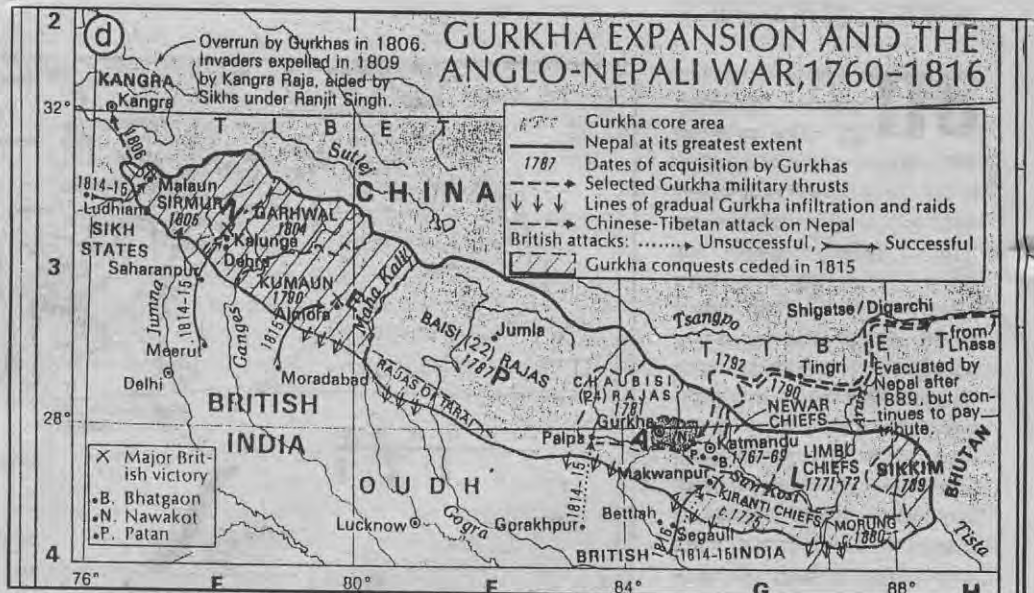 d
GURKHA EXPANSION AND THE
ANGLO-NEPALI WAR, 1760-1816
Overrun by Gurkhas in 1806.
Invaders expelled in 1809
by Kangra Raja, aided by
Sikhs under Ranjit Singh.
Gurkha core area
Nepal at its greatest extent
1787 Dates of acquisition by Gurkhas
Selected Gurkha military thrusts
Lines of gradual Gurkha infiltration and raids
Chinese-Tibetan attack on Nepal
British attacks: Unsuccessful, Successful
Gurkha conquests ceded in 1815
2
32°
3
28°
4
KANGRA
Kangra
TIBET
Sutlej
CHINA
1806
1814-15
Ludhiana
SIKH
STATES
Malaun
SIRMUR
GARHWAL
1804
Kalunga
Dehra
Saharanpur
KUMAUN
1790
Almora
Maha Kali
Jumna
1814-15
Ganges
1815
Meerut
Delhi
Moradabad
BRITISH
INDIA
BAISI (22) RAJAS
1787
Jumla
RAJAS OF TARAI
N
E
P
A
L
Tsangpo
Shigatse/Digarchi
TIBET
from
Lhasa
Tingri
1792
1790
Arun
Evacuated by
Nepal after
1889, but con-
tinues to pay
tribute.
CHAUBISI
(24) RAJAS
1781
Gurkha
N.
Palpa
P.
B.
Katmandu
1767-69
NEWAR
CHIEFS
LIMBU
CHIEFS
1771-72
SIKKIM
BHUTAN
Makwanpur
Sun Kosi
KIRANTI CHIEFS
c.1775
MORUNG
c.1880
Tista
OUDH
Lucknow
Gogra
Gorakhpur
1814-15
Bettiah
1816
Segauli
1814-15
BRITISH
INDIA
Major Brit-
ish victory
B. Bhatgaon
N. Nawakot
P. Patan
76°
80°
84°
G
88°
H